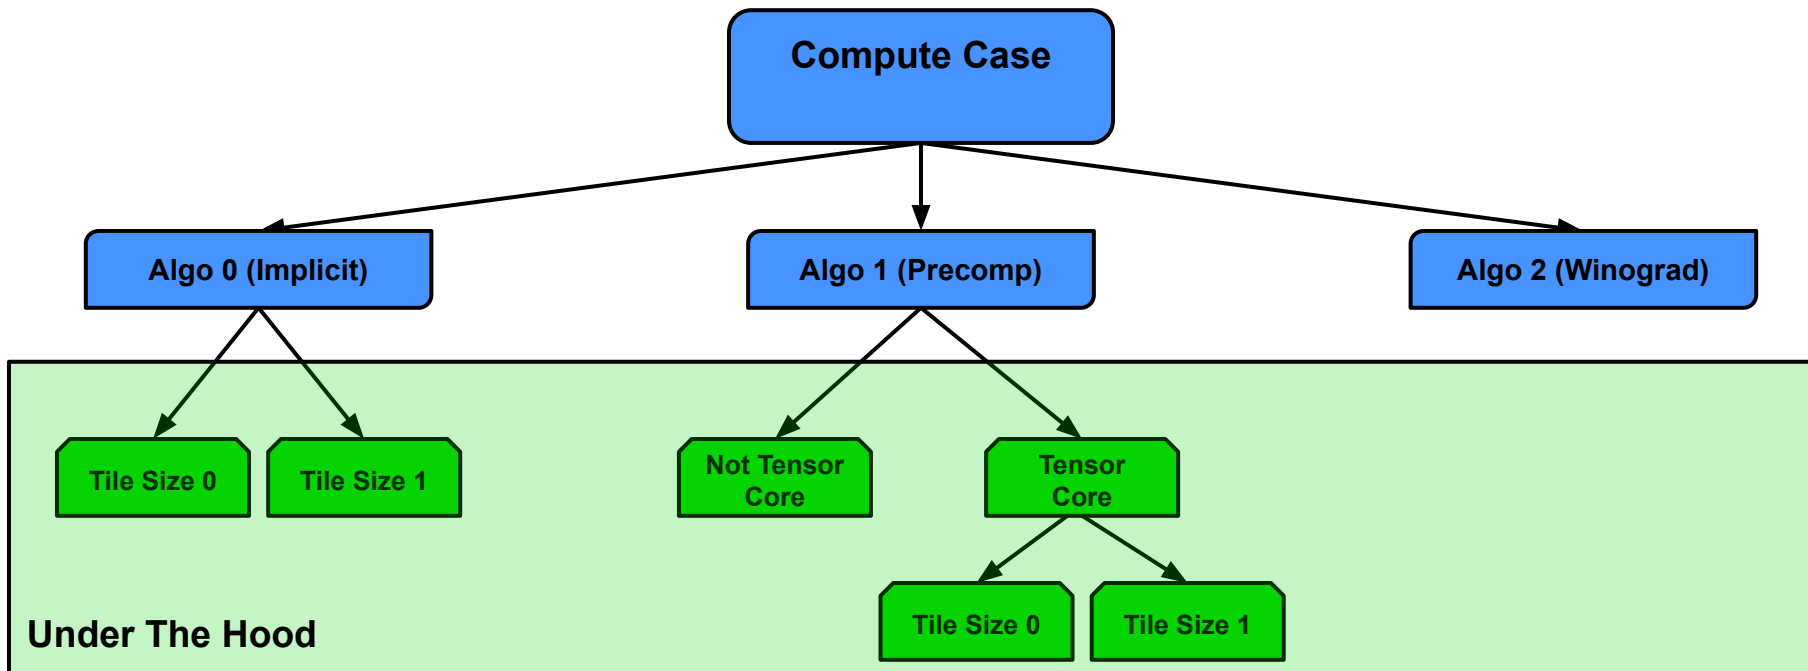 Compute Case
Algo 0 (Implicit)
Algo 1 (Precomp)
Algo 2 (Winograd)
Tile Size 0
Tile Size 1
Not Tensor
Core
Tensor
Core
Tile Size 0
Tile Size 1
Under The Hood